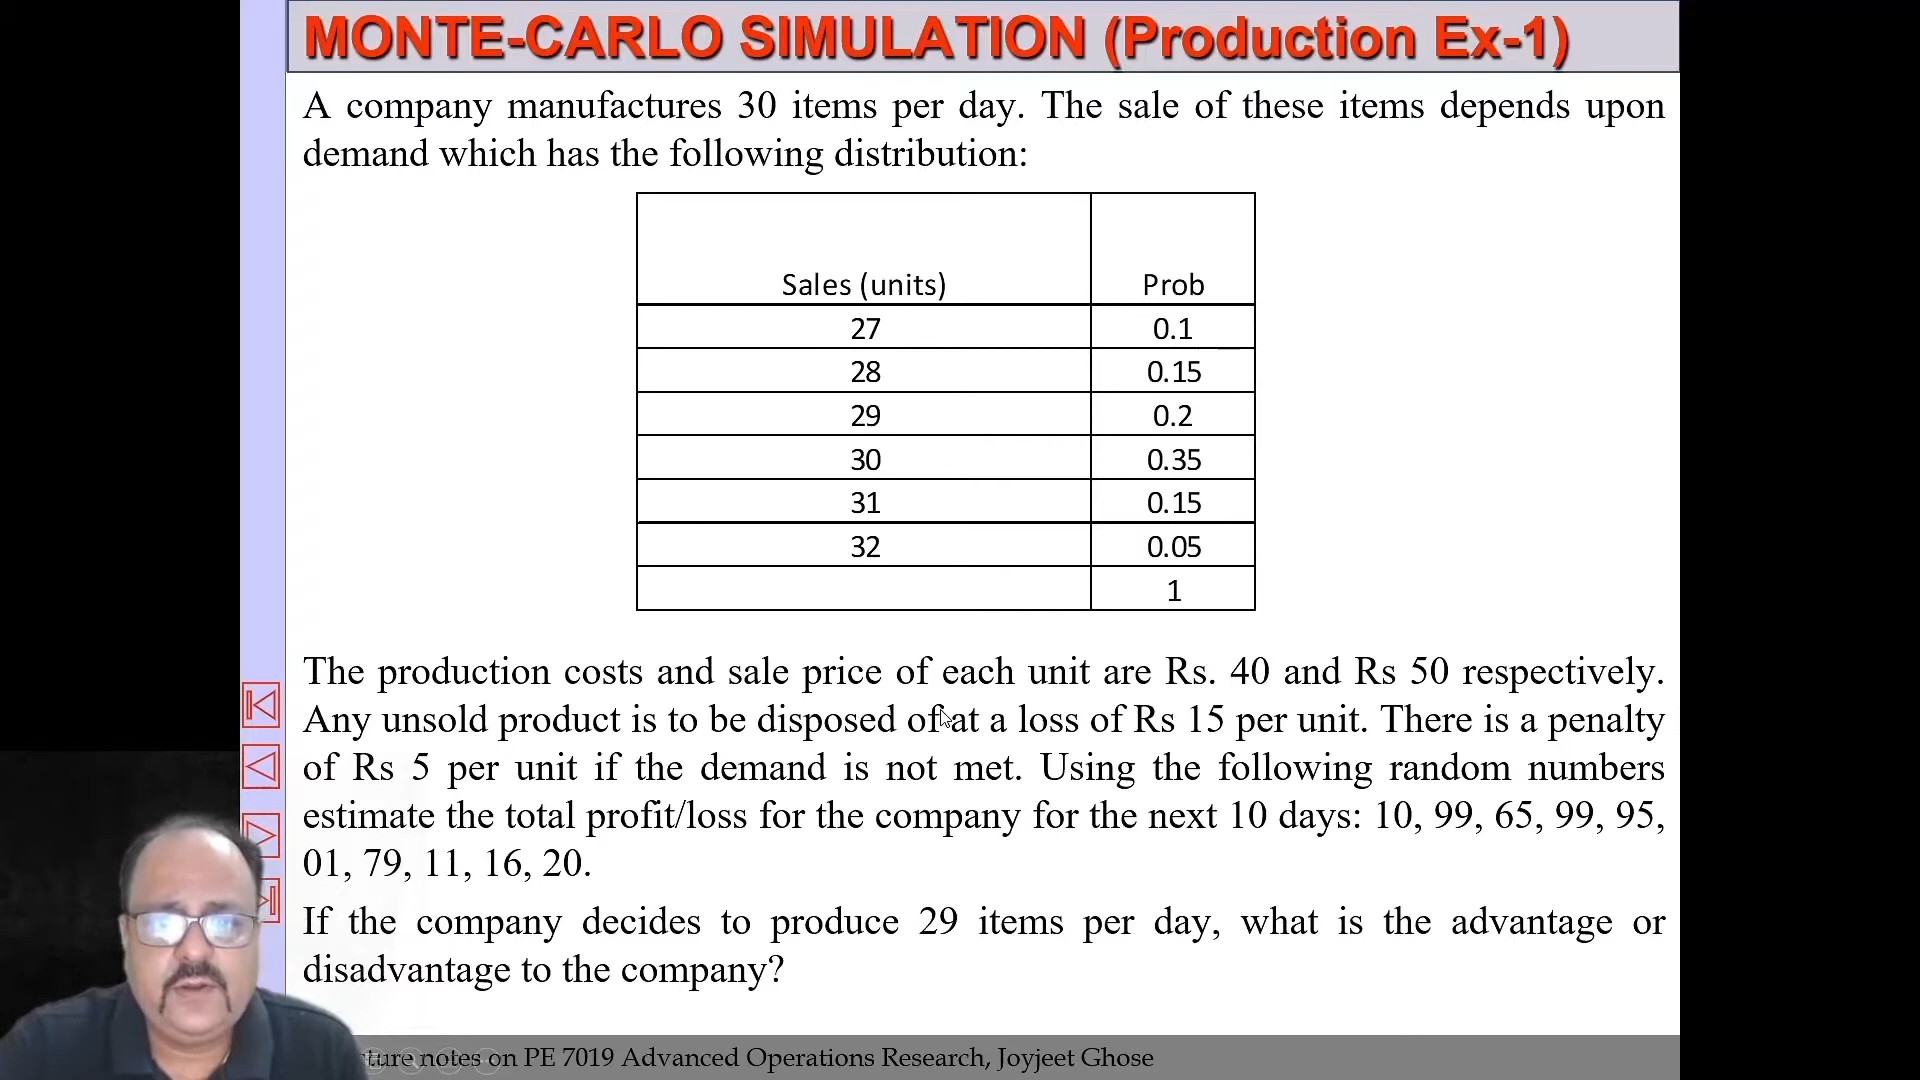 MONTE-CARLO SIMULATION (Production Ex-1)
A company manufactures 30 items per day. The sale of these items depends upon
demand which has the following distribution:
Sales (units) Prob
27 0.1
28 0.15
29 0.2
30 0.35
31 0.15
32 0.05
1
The production costs and sale price of each unit are Rs. 40 and Rs 50 respectively.
Any unsold product is to be disposed of at a loss of Rs 15 per unit. There is a penalty
of Rs 5 per unit if the demand is not met. Using the following random numbers
estimate the total profit/loss for the company for the next 10 days: 10, 99, 65, 99, 95,
01, 79, 11, 16, 20.
If the company decides to produce 29 items per day, what is the advantage or
disadvantage to the company?
ture notes on PE 7019 Advanced Operations Research, Joyjeet Ghose